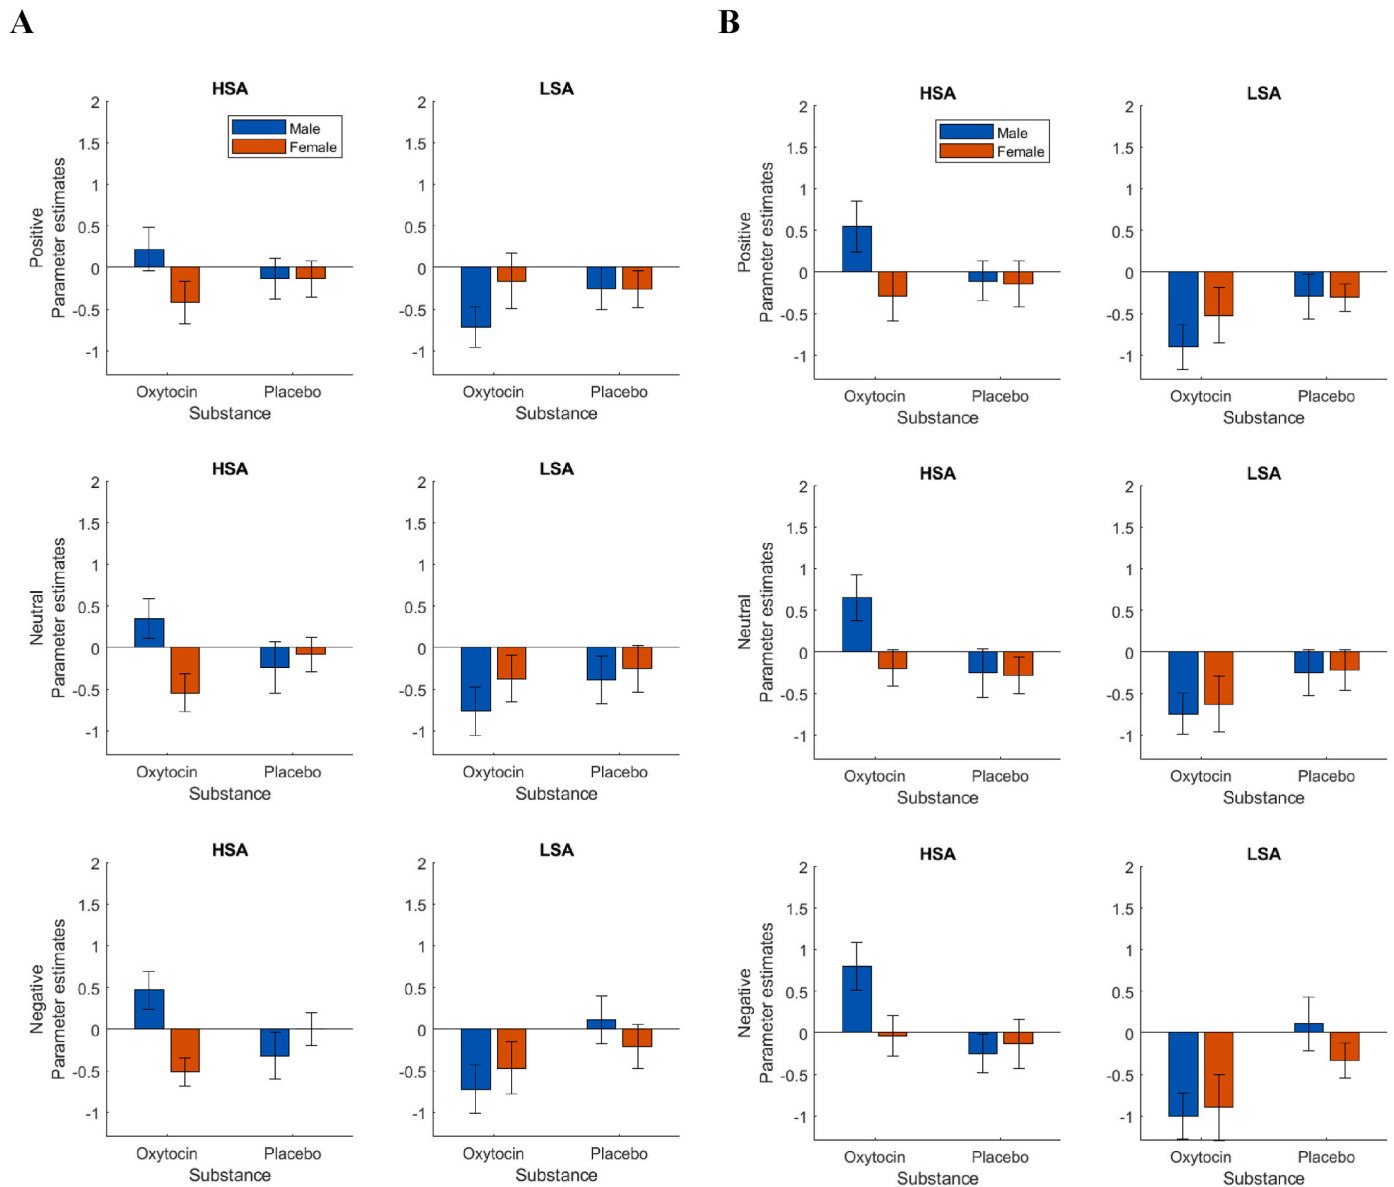 A
B
HSA
LSA
Male
Female
2
1.5
1
0.5
0
-0.5
-1
Positive
Parameter estimates
Oxytocin
Placebo
Substance
2
1.5
1
0.5
0
-0.5
-1
Oxytocin
Placebo
Substance
HSA
LSA
Male
Female
2
1.5
1
0.5
0
-0.5
-1
Positive
Parameter estimates
Oxytocin
Placebo
Substance
2
1.5
1
0.5
0
-0.5
-1
Oxytocin
Placebo
Substance
HSA
LSA
2
1.5
1
0.5
0
-0.5
-1
Neutral
Parameter estimates
Oxytocin
Placebo
Substance
2
1.5
1
0.5
0
-0.5
-1
Oxytocin
Placebo
Substance
HSA
LSA
2
1.5
1
0.5
0
-0.5
-1
Neutral
Parameter estimates
Oxytocin
Placebo
Substance
2
1.5
1
0.5
0
-0.5
-1
Oxytocin
Placebo
Substance
HSA
LSA
2
1.5
1
0.5
0
-0.5
-1
Negative
Parameter estimates
Oxytocin
Placebo
Substance
2
1.5
1
0.5
0
-0.5
-1
Oxytocin
Placebo
Substance
HSA
LSA
2
1.5
1
0.5
0
-0.5
-1
Negative
Parameter estimates
Oxytocin
Placebo
Substance
2
1.5
1
0.5
0
-0.5
-1
Oxytocin
Placebo
Substance